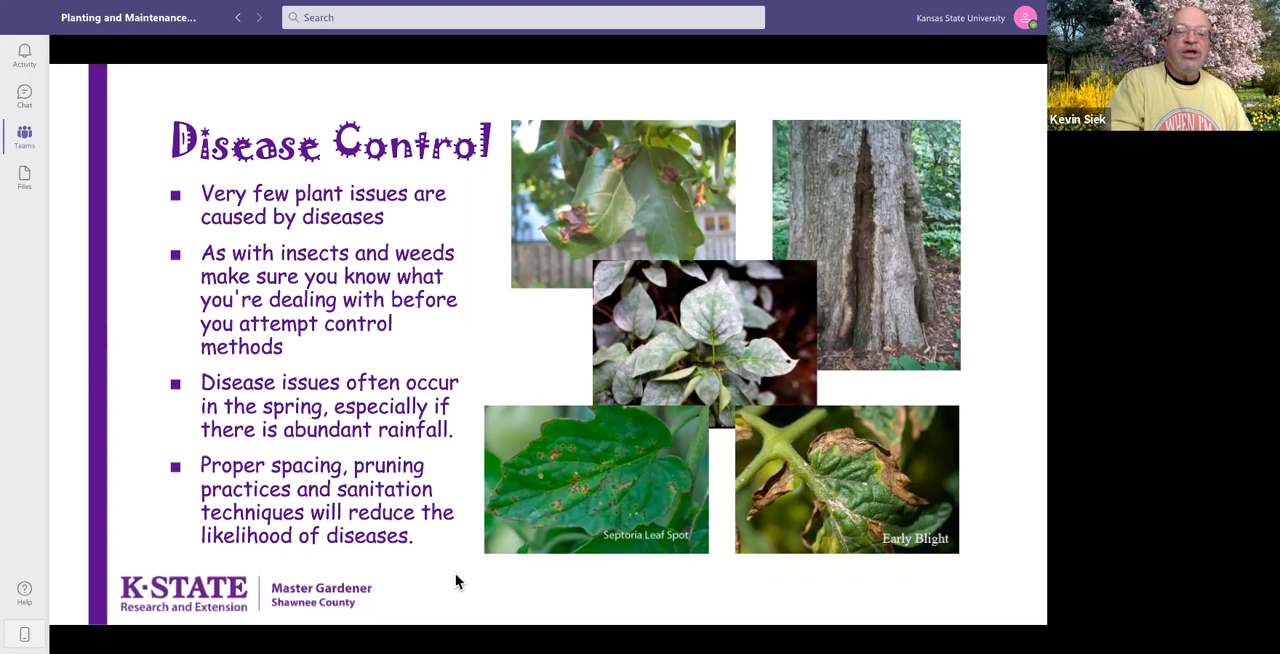 Planting and Maintenance...
Search
Kansas State University
Activity
Chat
Teams
Files
Help
Kevin Siek
WHEN I'M
Disease Control
Very few plant issues are
caused by diseases
As with insects and weeds
make sure you know what
you're dealing with before
you attempt control
methods
Disease issues often occur
in the spring, especially if
there is abundant rainfall.
Proper spacing, pruning
practices and sanitation
techniques will reduce the
likelihood of diseases.
Septoria Leaf Spot
Early Blight
K-STATE
Research and Extension
Master Gardener
Shawnee County